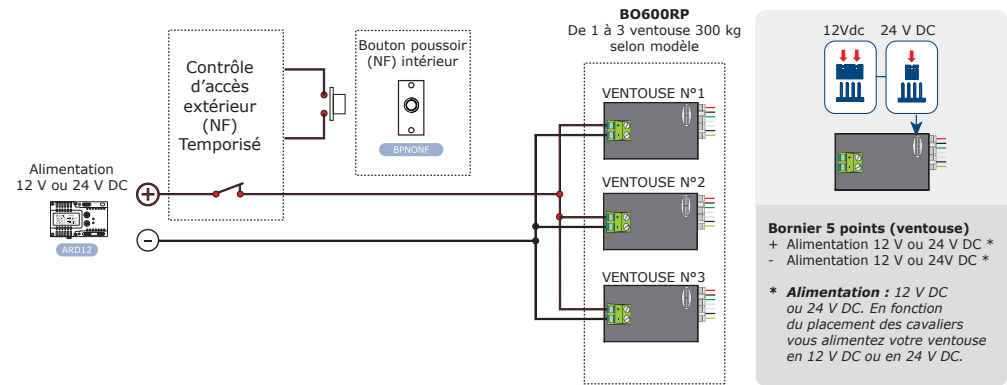 BO600RP
De 1 à 3 ventouse 300 kg
selon modèle
Contrôle
d'accès
extérieur
(NF)
Temporisé
Bouton poussoir
(NF) intérieur
BPNONF
Alimentation
12 V ou 24 V DC
ARD12
+
-
VENTOUSE N°1
VENTOUSE N°2
VENTOUSE N°3
12Vdc
24 V DC
Bornier 5 points (ventouse)
+ Alimentation 12 V ou 24 V DC *
- Alimentation 12 V ou 24V DC *
* Alimentation : 12 V DC
ou 24 V DC. En fonction
du placement des cavaliers
vous alimentez votre ventouse
en 12 V DC ou en 24 V DC.